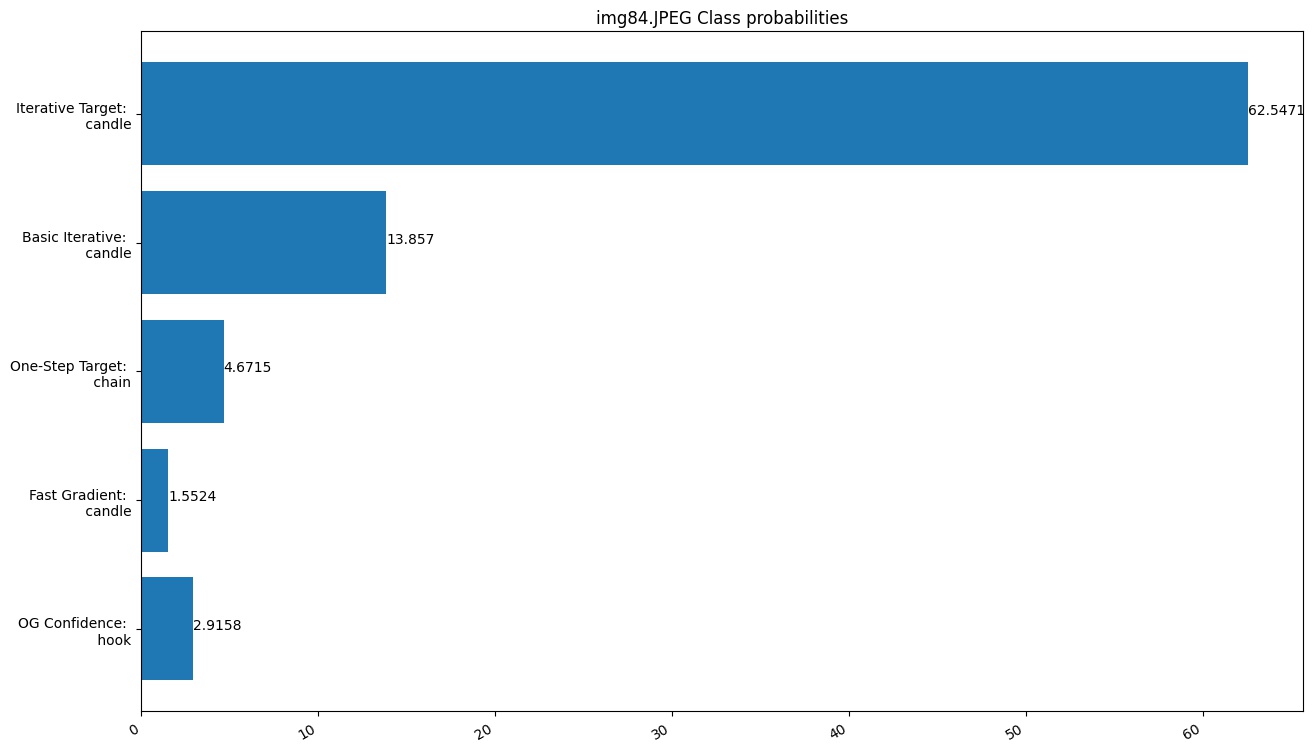 img84.JPEG Class probabilities
Iterative Target:
candle
62.5471
Basic Iterative:
candle
13.857
One-Step Target:
chain
4.6715
Fast Gradient:
candle
1.5524
OG Confidence:
hook
2.9158
0 10 20 30 40 50 60